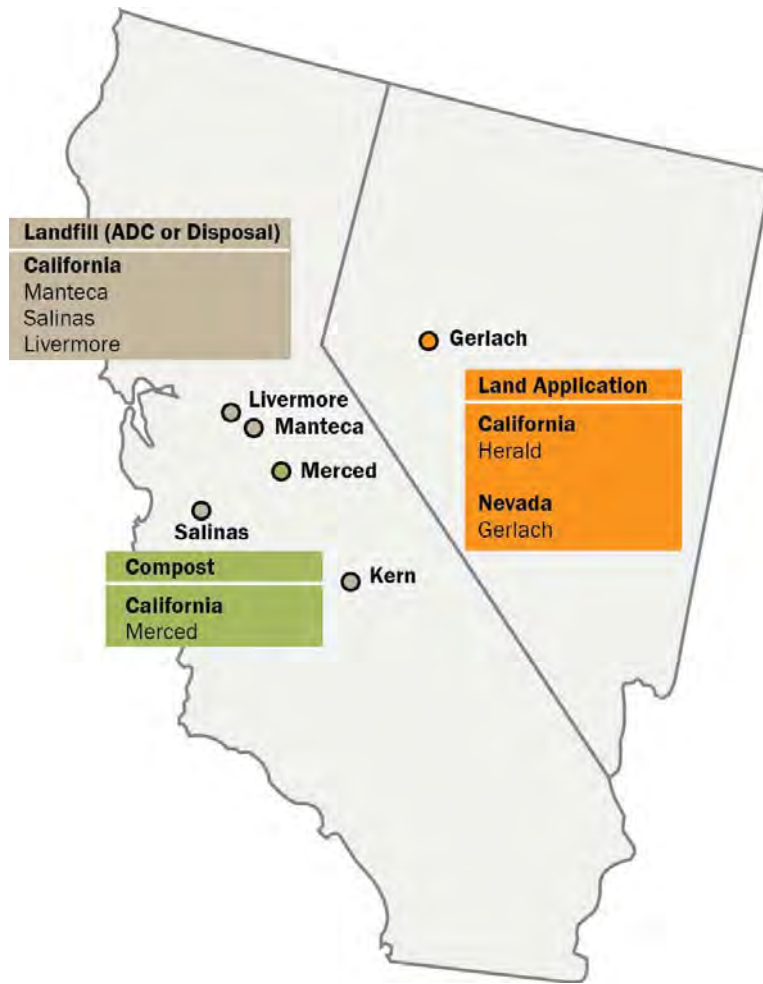 Landfill (ADC or Disposal)
California
Manteca
Salinas
Livermore
Gerlach
Land Application
California
Herald
Nevada
Gerlach
Livermore
Manteca
Merced
Salinas
Kern
Compost
California
Merced